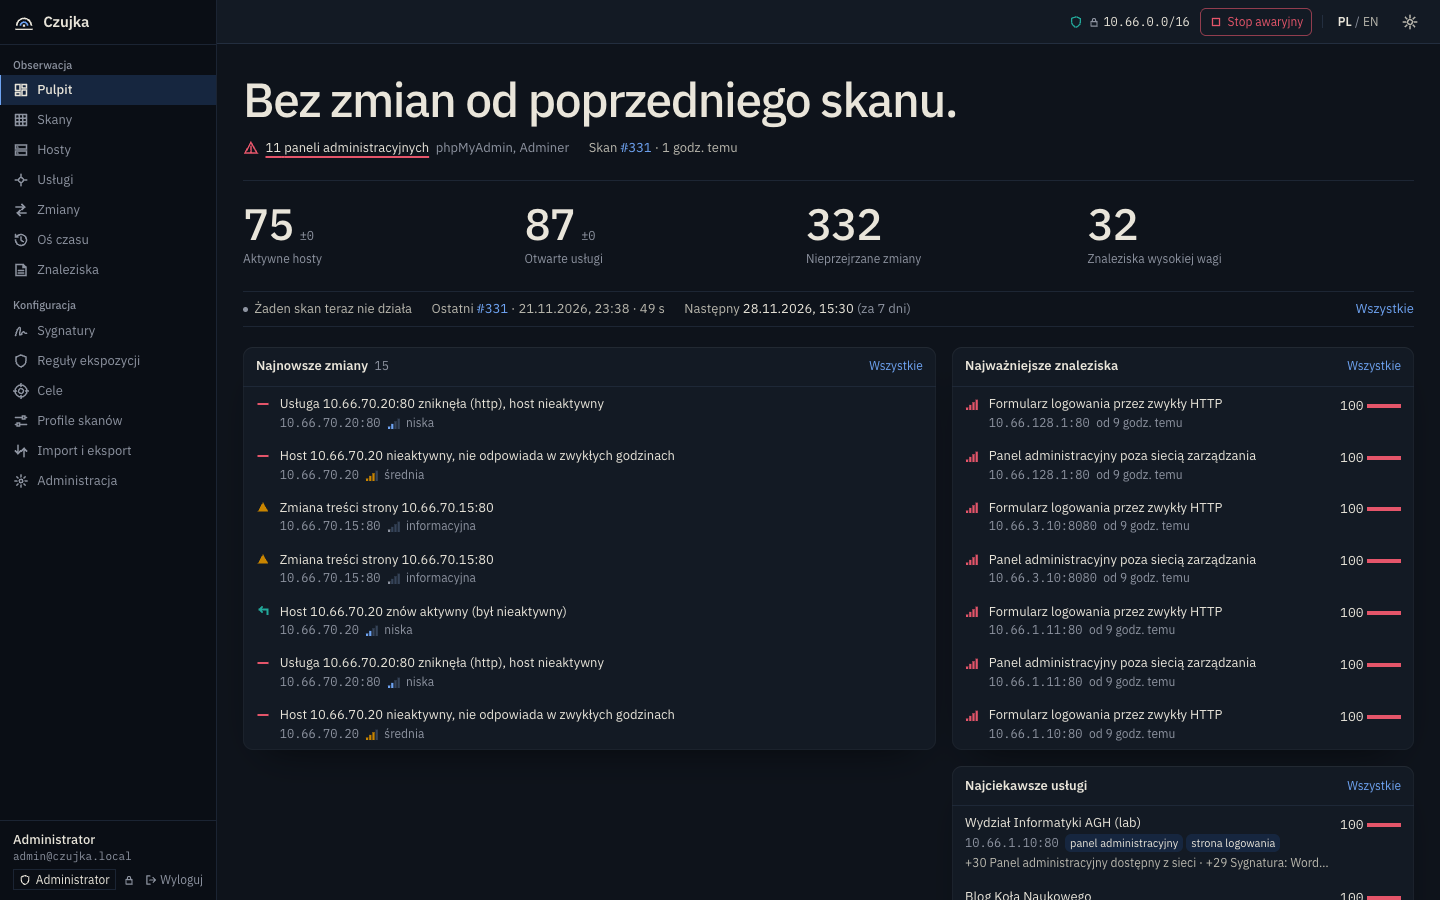 Czujka
10.66.0.0/16
Stop awaryjny
PL / EN
Obserwacja
Pulpit
Skany
Hosty
Usługi
Zmiany
Oś czasu
Znaleziska
Konfiguracja
Sygnatury
Reguły ekspozycji
Cele
Profile skanów
Import i eksport
Administracja
Administrator
admin@czujka.local
Administrator
Wyloguj
Bez zmian od poprzedniego skanu.
11 paneli administracyjnych phpMyAdmin, Adminer Skan #331 · 1 godz. temu
75 ±0
Aktywne hosty
87 ±0
Otwarte usługi
332
Nieprzejrzane zmiany
32
Znaleziska wysokiej wagi
Żaden skan teraz nie działa Ostatni #331 · 21.11.2026, 23:38 · 49 s Następny 28.11.2026, 15:30 (za 7 dni) Wszystkie
Najnowsze zmiany 15 Wszystkie
Usługa 10.66.70.20:80 zniknęła (http), host nieaktywny
10.66.70.20:80 niska
Host 10.66.70.20 nieaktywny, nie odpowiada w zwykłych godzinach
10.66.70.20 średnia
Zmiana treści strony 10.66.70.15:80
10.66.70.15:80 informacyjna
Zmiana treści strony 10.66.70.15:80
10.66.70.15:80 informacyjna
Host 10.66.70.20 znów aktywny (był nieaktywny)
10.66.70.20 niska
Usługa 10.66.70.20:80 zniknęła (http), host nieaktywny
10.66.70.20:80 niska
Host 10.66.70.20 nieaktywny, nie odpowiada w zwykłych godzinach
10.66.70.20 średnia
Najważniejsze znaleziska Wszystkie
Formularz logowania przez zwykły HTTP 100
10.66.128.1:80 od 9 godz. temu
Panel administracyjny poza siecią zarządzania 100
10.66.128.1:80 od 9 godz. temu
Formularz logowania przez zwykły HTTP 100
10.66.3.10:8080 od 9 godz. temu
Panel administracyjny poza siecią zarządzania 100
10.66.3.10:8080 od 9 godz. temu
Formularz logowania przez zwykły HTTP 100
10.66.1.11:80 od 9 godz. temu
Panel administracyjny poza siecią zarządzania 100
10.66.1.11:80 od 9 godz. temu
Formularz logowania przez zwykły HTTP 100
10.66.1.10:80 od 9 godz. temu
Najciekawsze usługi Wszystkie
Wydział Informatyki AGH (lab) 100
10.66.1.10:80 panel administracyjny strona logowania
+30 Panel administracyjny dostępny z sieci · +29 Sygnatura: Word...
Blog Koła Naukowego 100